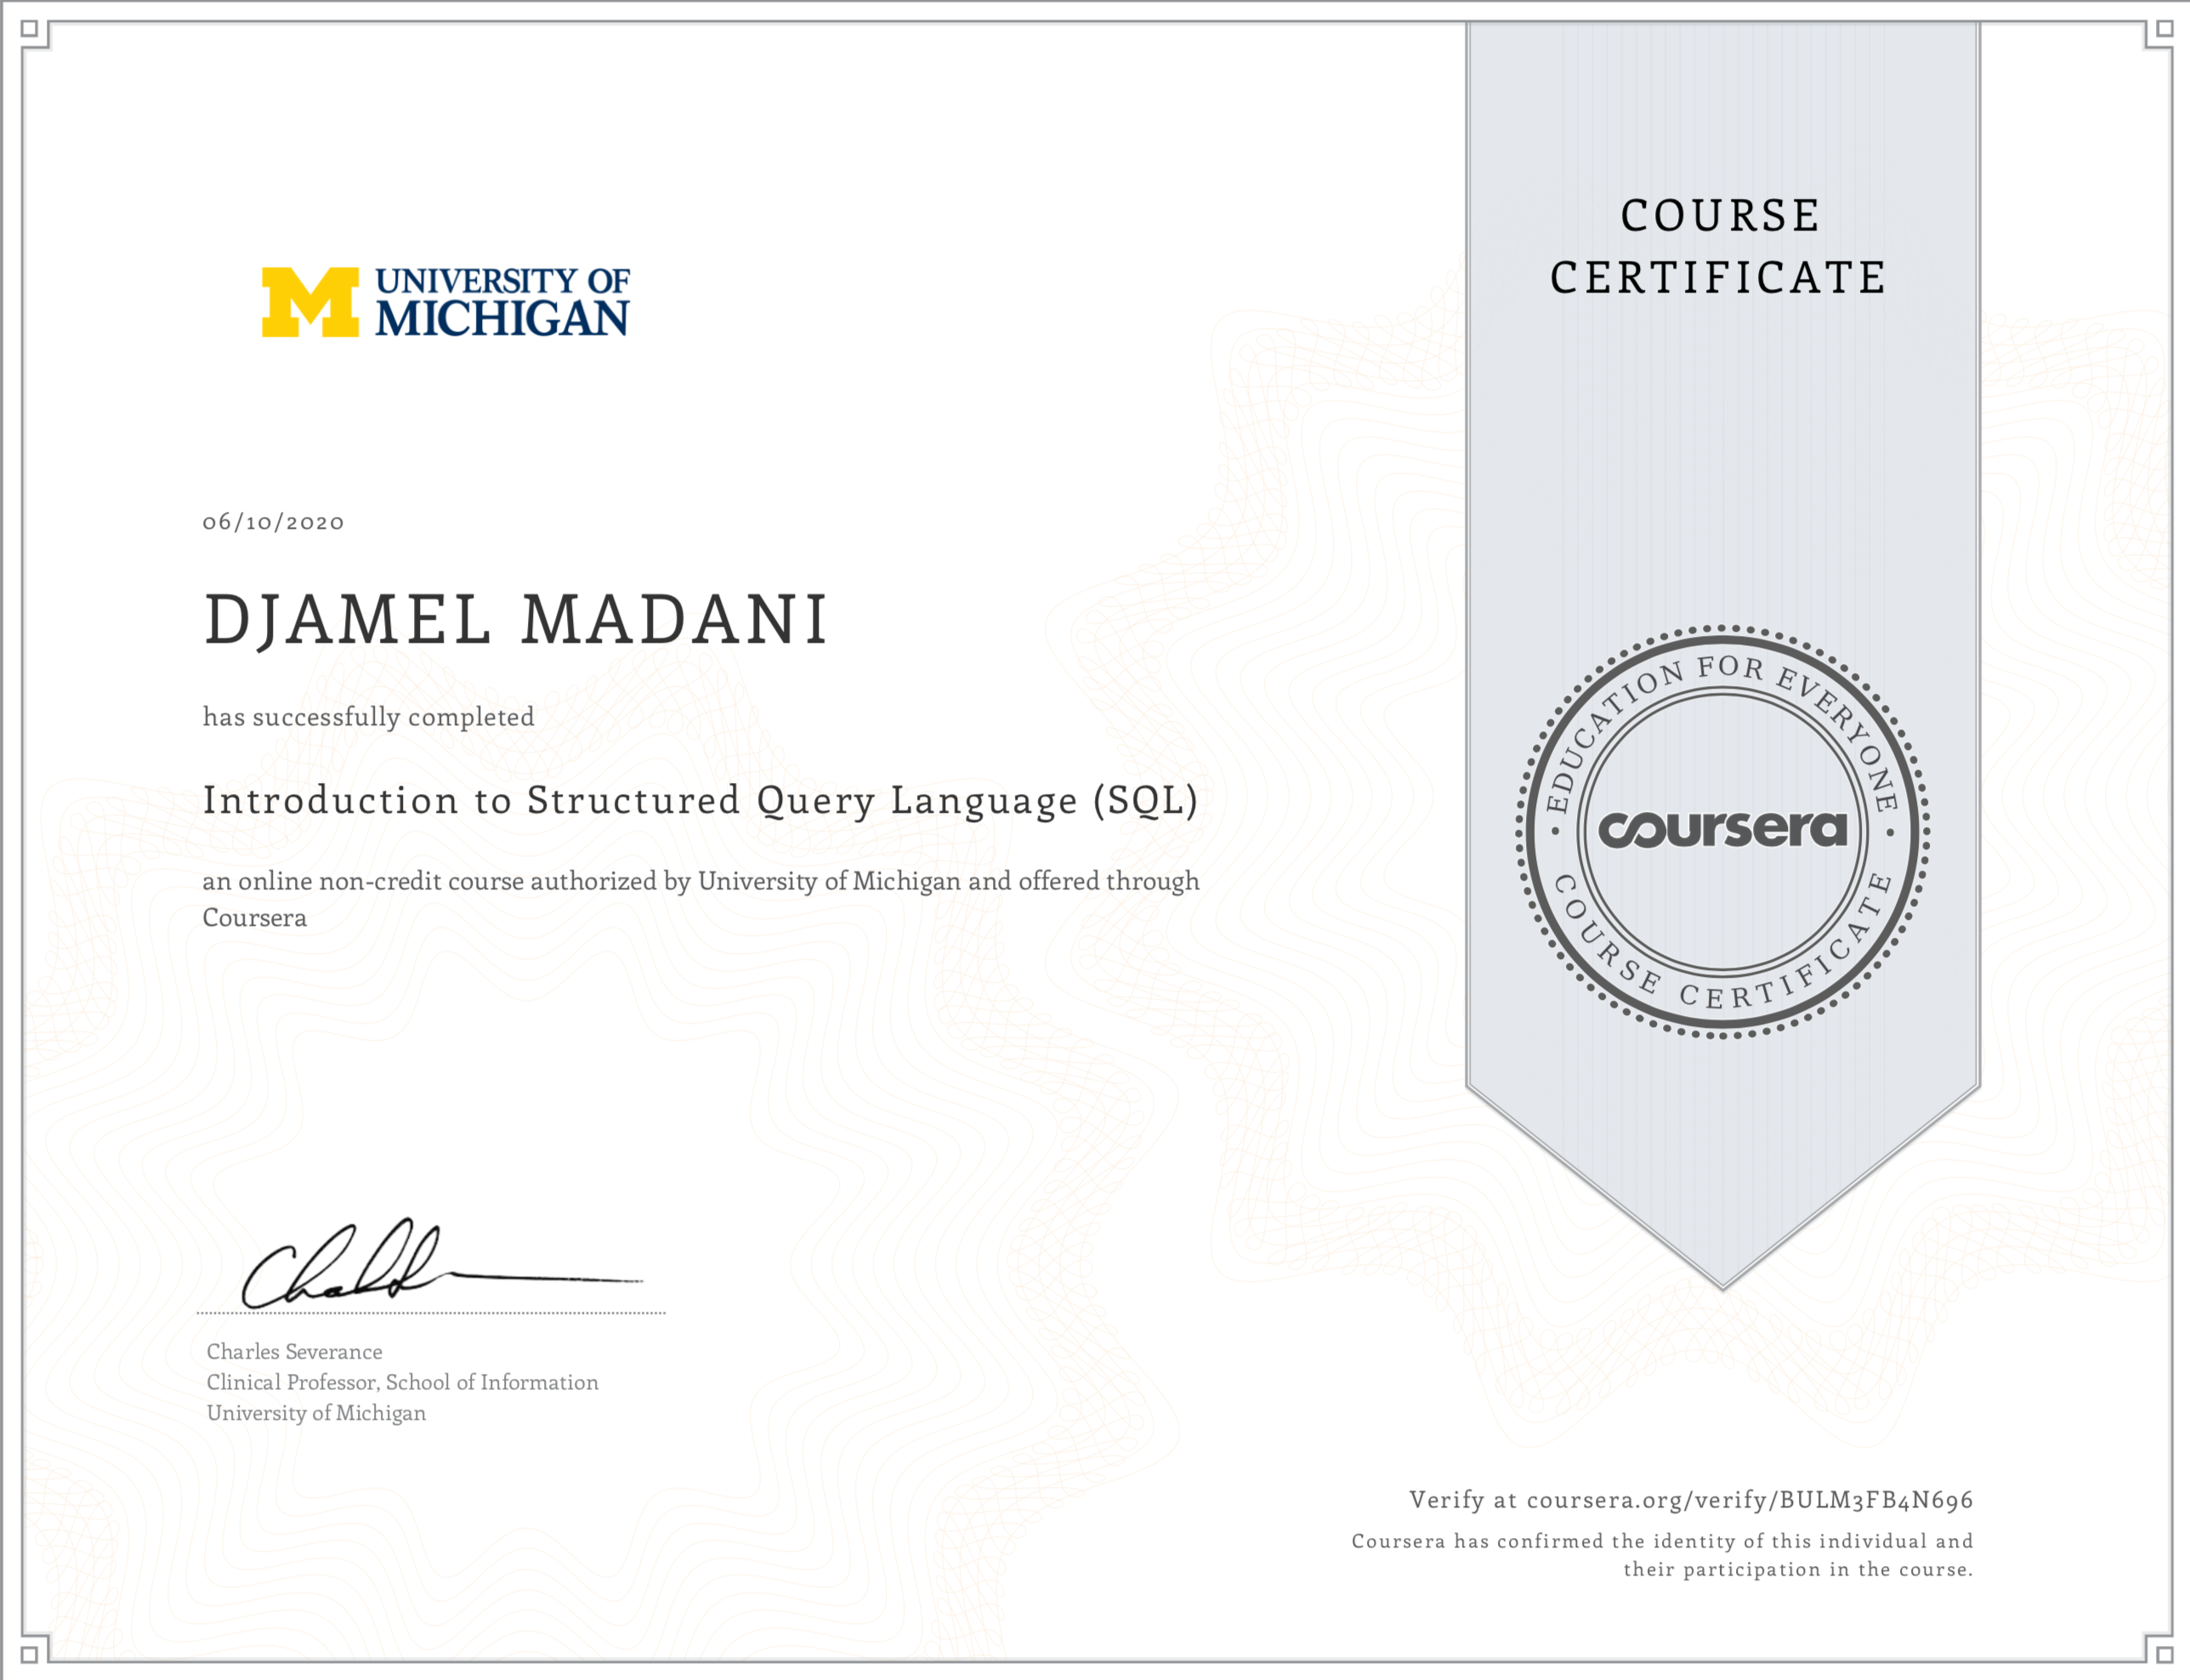 UNIVERSITY OF
MICHIGAN
COURSE
CERTIFICATE
06/10/2020
DJAMEL MADANI
has successfully completed
Introduction to Structured Query Language (SQL)
an online non-credit course authorized by University of Michigan and offered through
Coursera
EDUCATION FOR EVERYONE
coursera
COURSE CERTIFICATE
Charles Severance
Clinical Professor, School of Information
University of Michigan
Verify at coursera.org/verify/BULM3FB4N696
Coursera has confirmed the identity of this individual and
their participation in the course.